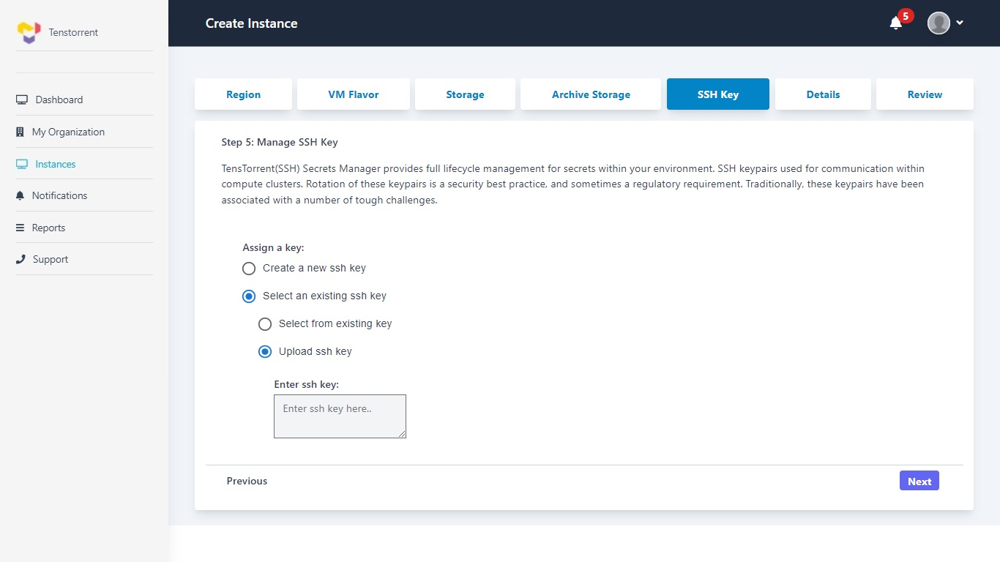 Tenstorrent
Create Instance
5
Dashboard
My Organization
Instances
Notifications
Reports
Support
Region
VM Flavor
Storage
Archive Storage
SSH Key
Details
Review
Step 5: Manage SSH Key
TensTorrent(SSH) Secrets Manager provides full lifecycle management for secrets within your environment. SSH keypairs used for communication within
compute clusters. Rotation of these keypairs is a security best practice, and sometimes a regulatory requirement. Traditionally, these keypairs have been
associated with a number of tough challenges.
Assign a key:
Create a new ssh key
Select an existing ssh key
Select from existing key
Upload ssh key
Enter ssh key:
Enter ssh key here..
Previous
Next